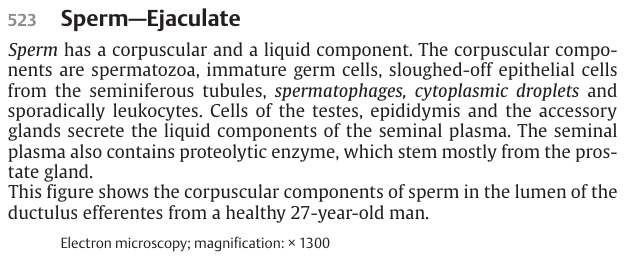 523 Sperm—Ejaculate
Sperm has a corpuscular and a liquid component. The corpuscular compo-
nents are spermatozoa, immature germ cells, sloughed-off epithelial cells
from the seminiferous tubules, spermatophages, cytoplasmic droplets and
sporadically leukocytes. Cells of the testes, epididymis and the accessory
glands secrete the liquid components of the seminal plasma. The seminal
plasma also contains proteolytic enzyme, which stem mostly from the pros-
tate gland.
This figure shows the corpuscular components of sperm in the lumen of the
ductulus efferentes from a healthy 27-year-old man.
Electron microscopy; magnification: × 1300